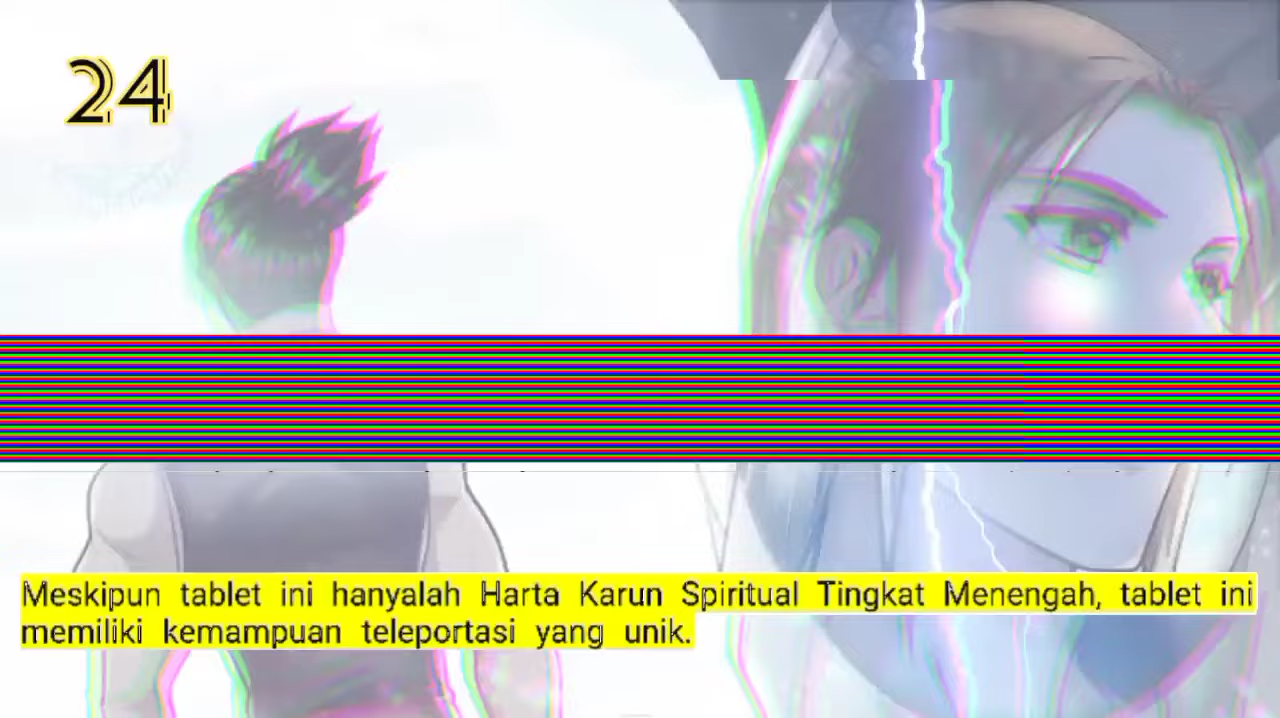 24
Meskipun tablet ini hanyalah Harta Karun Spiritual Tingkat Menengah, tablet ini
memiliki kemampuan teleportasi yang unik.